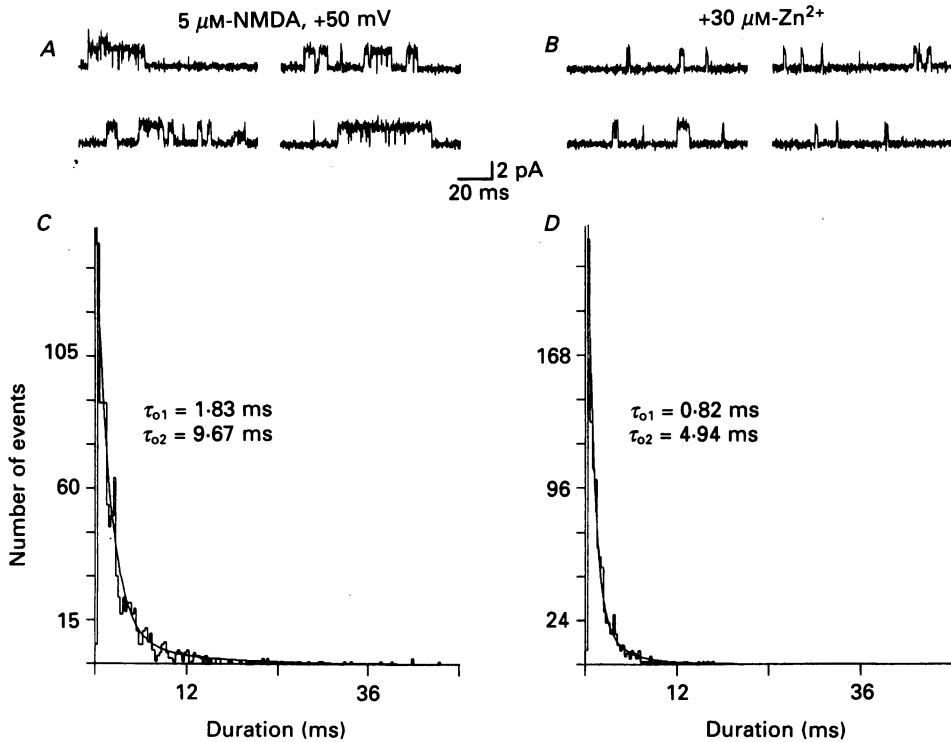 5 μM-NMDA, +50 mV
A
+30 μM-Zn²⁺
B
2 pA
20 ms
C
105
60
15
τo1 = 1·83 ms
τo2 = 9·67 ms
Number of events
12
36
Duration (ms)
D
168
96
24
τo1 = 0·82 ms
τo2 = 4·94 ms
12
36
Duration (ms)